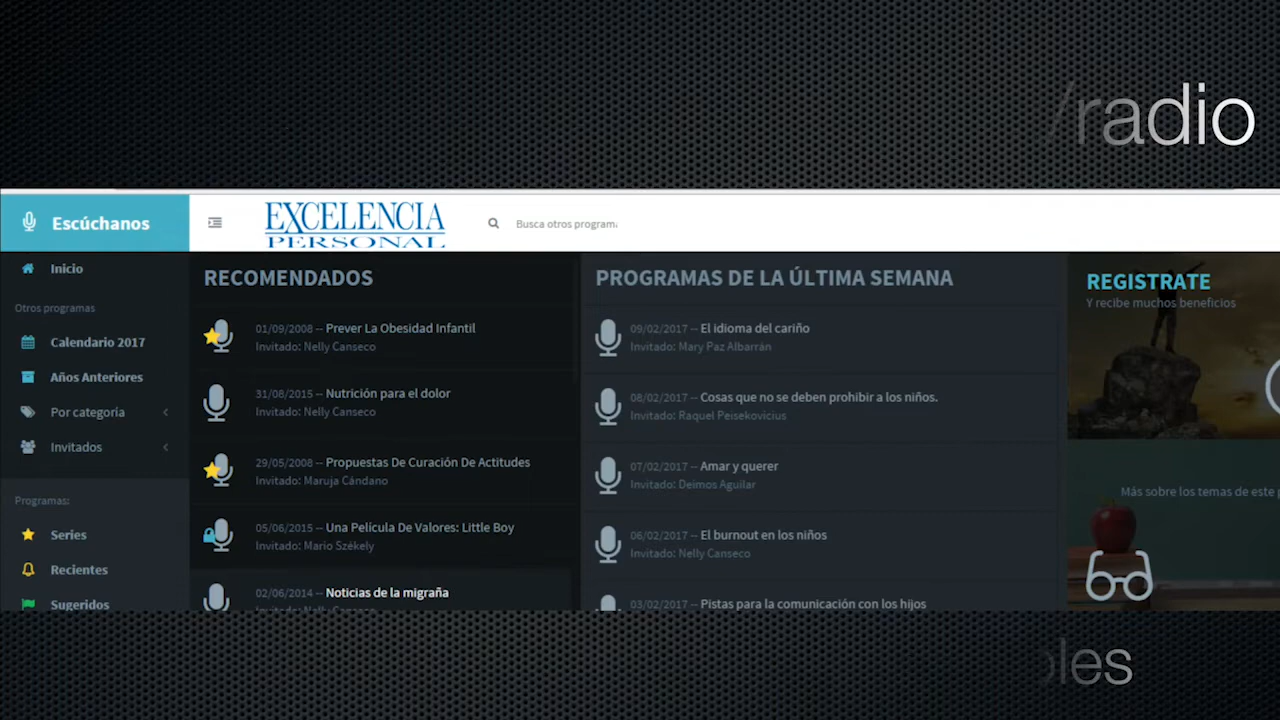 /radio
Escúchanos
EXCELENCIA
PERSONAL
Busca otros programa
Inicio
Otros programas
Calendario 2017
Años Anteriores
Por categoría
Invitados
Programas:
Series
Recientes
Sugeridos
RECOMENDADOS
01/09/2008 -- Prever La Obesidad Infantil
Invitado: Nelly Canseco
31/08/2015 -- Nutrición para el dolor
Invitado: Nelly Canseco
29/05/2008 -- Propuestas De Curación De Actitudes
Invitado: Maruja Cándano
05/06/2015 -- Una Película De Valores: Little Boy
Invitado: Mario Székely
02/06/2014 -- Noticias de la migraña
Invitado: Nelly Canseco
PROGRAMAS DE LA ÚLTIMA SEMANA
09/02/2017 -- El idioma del cariño
Invitado: Mary Paz Albarrán
08/02/2017 -- Cosas que no se deben prohibir a los niños.
Invitado: Raquel Peisekovicius
07/02/2017 -- Amar y querer
Invitado: Deimos Aguilar
06/02/2017 -- El burnout en los niños
Invitado: Nelly Canseco
03/02/2017 -- Pistas para la comunicación con los hijos
REGISTRATE
Y recibe muchos beneficios
Más sobre los temas de este
les